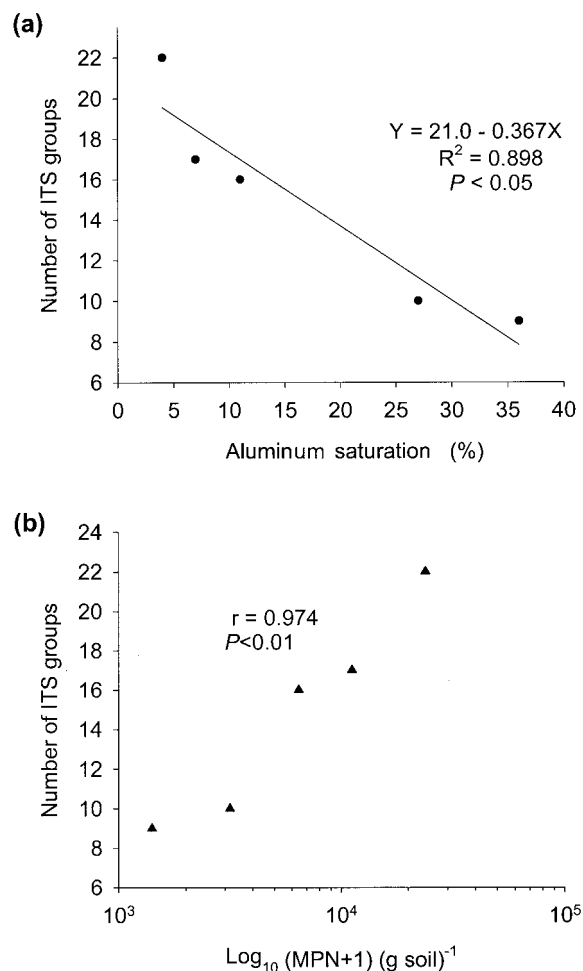 (a)
22
20
18
16
14
12
10
8
6
Number of ITS groups
Y = 21.0 - 0.367X
R² = 0.898
P < 0.05
0 5 10 15 20 25 30 35 40
Aluminum saturation (%)
(b)
24
22
20
18
16
14
12
10
8
6
Number of ITS groups
r = 0.974
P<0.01
10³ 10⁴ 10⁵
Log₁₀ (MPN+1) (g soil)⁻¹